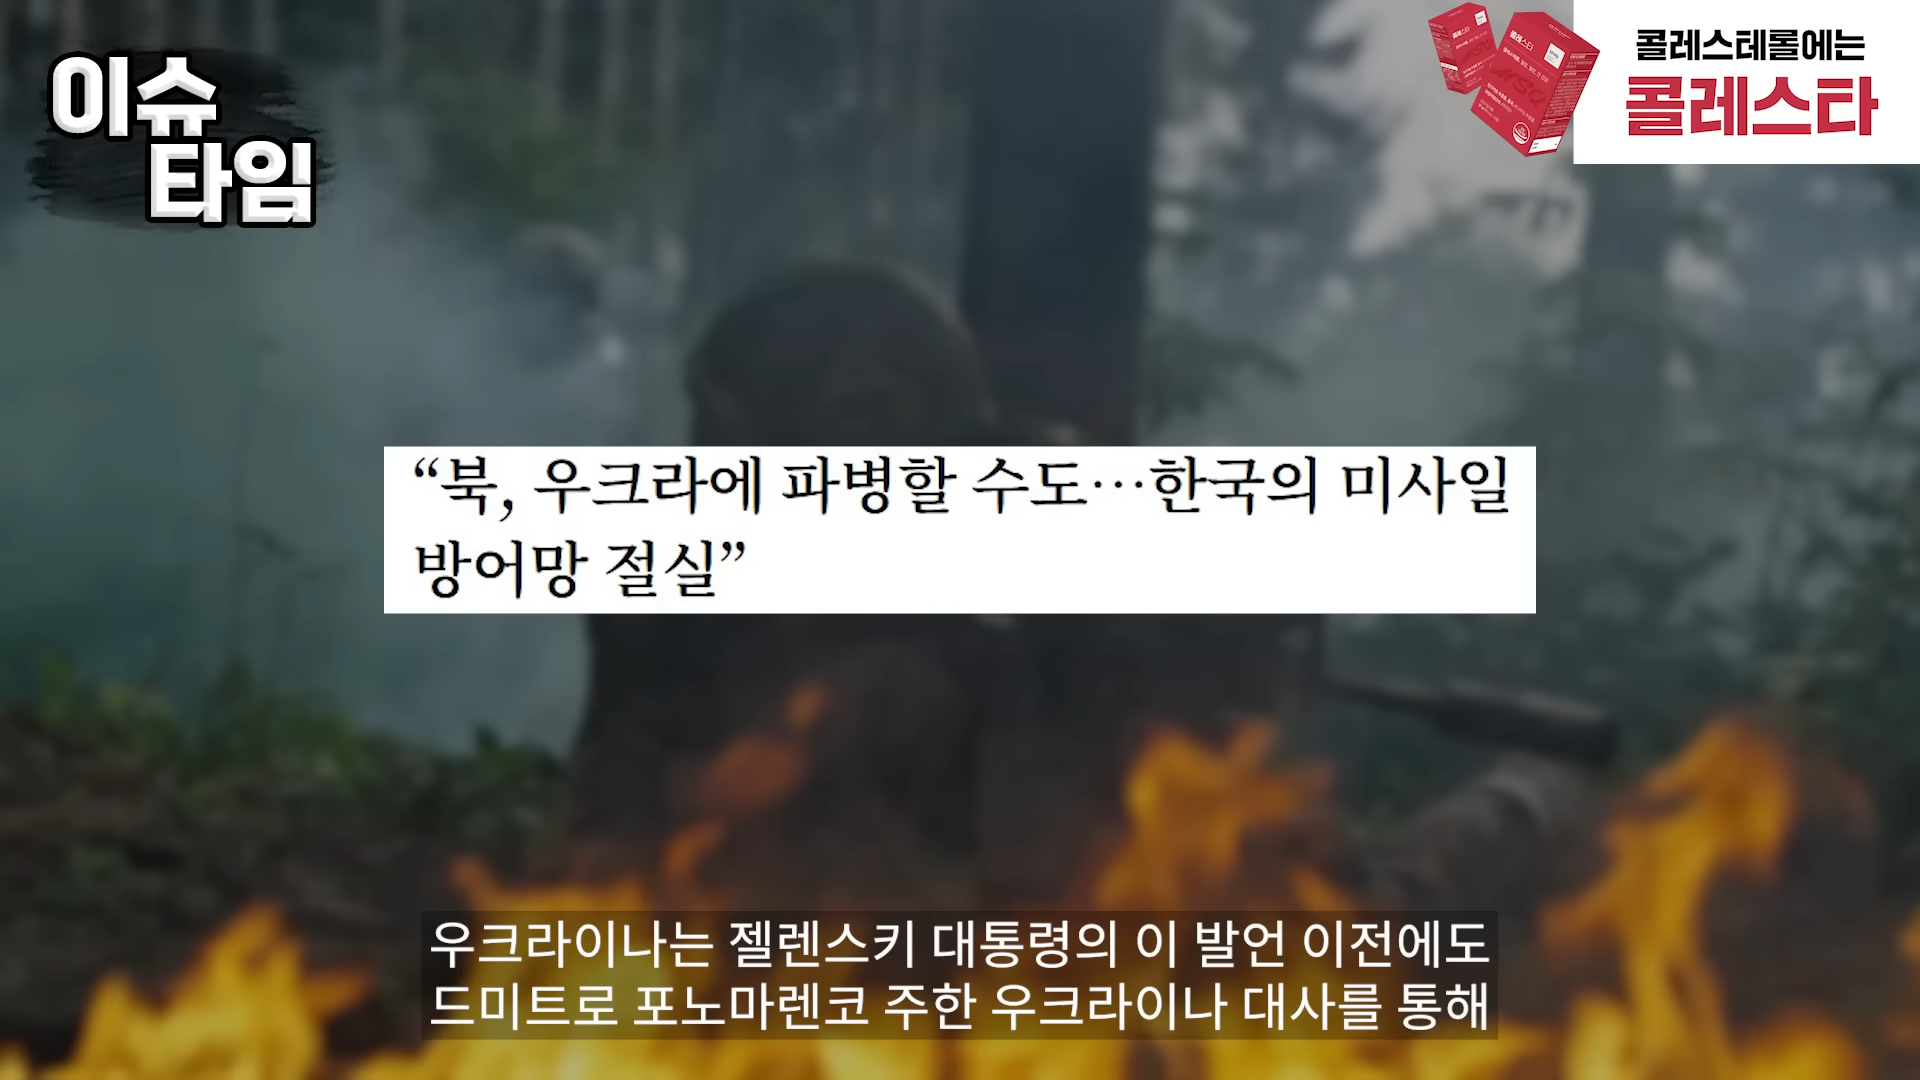 이슈
타임
콜레스테롤에는
콜레스타
“북, 우크라에 파병할 수도…한국의 미사일
방어망 절실”
우크라이나는 젤렌스키 대통령의 이 발언 이전에도
드미트로 포노마렌코 주한 우크라이나 대사를 통해